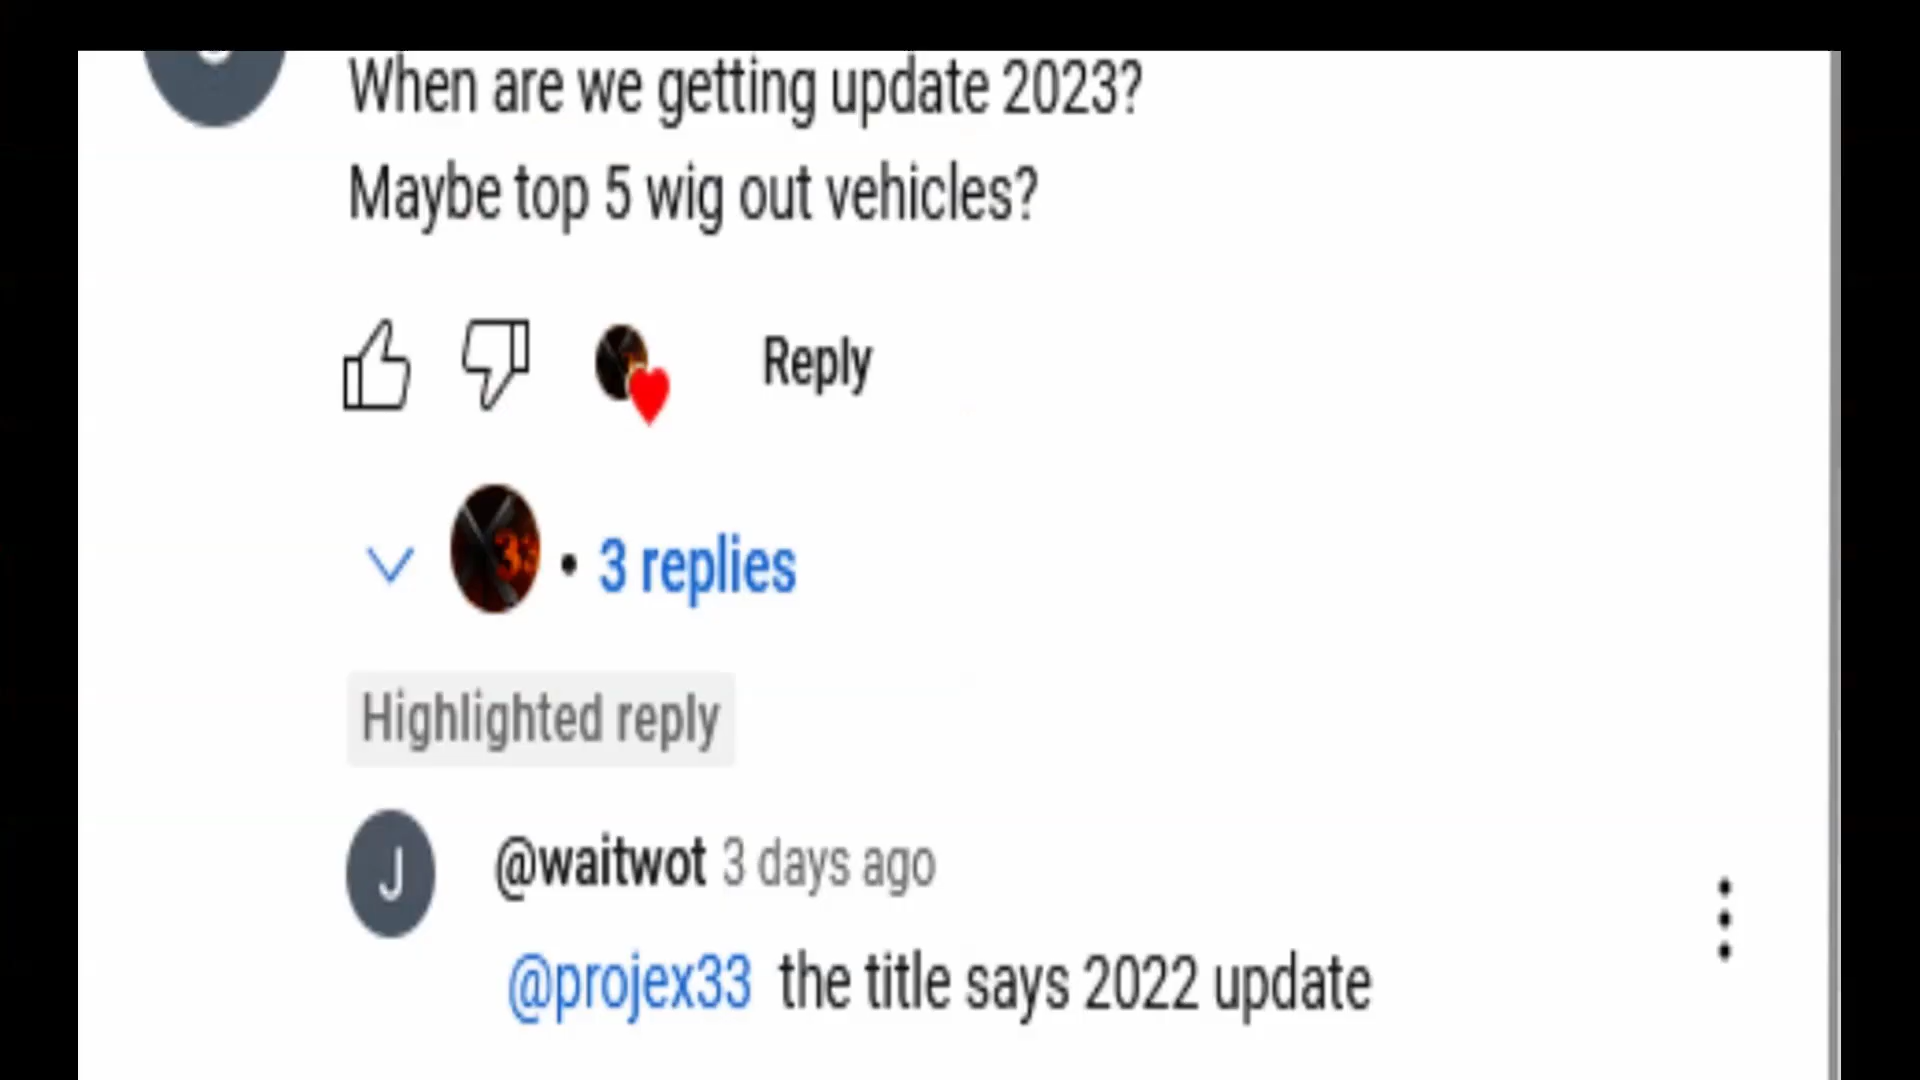 When are we getting update 2023?
Maybe top 5 wig out vehicles?
Reply
3 replies
Highlighted reply
J
@waitwot 3 days ago
@projex33 the title says 2022 update